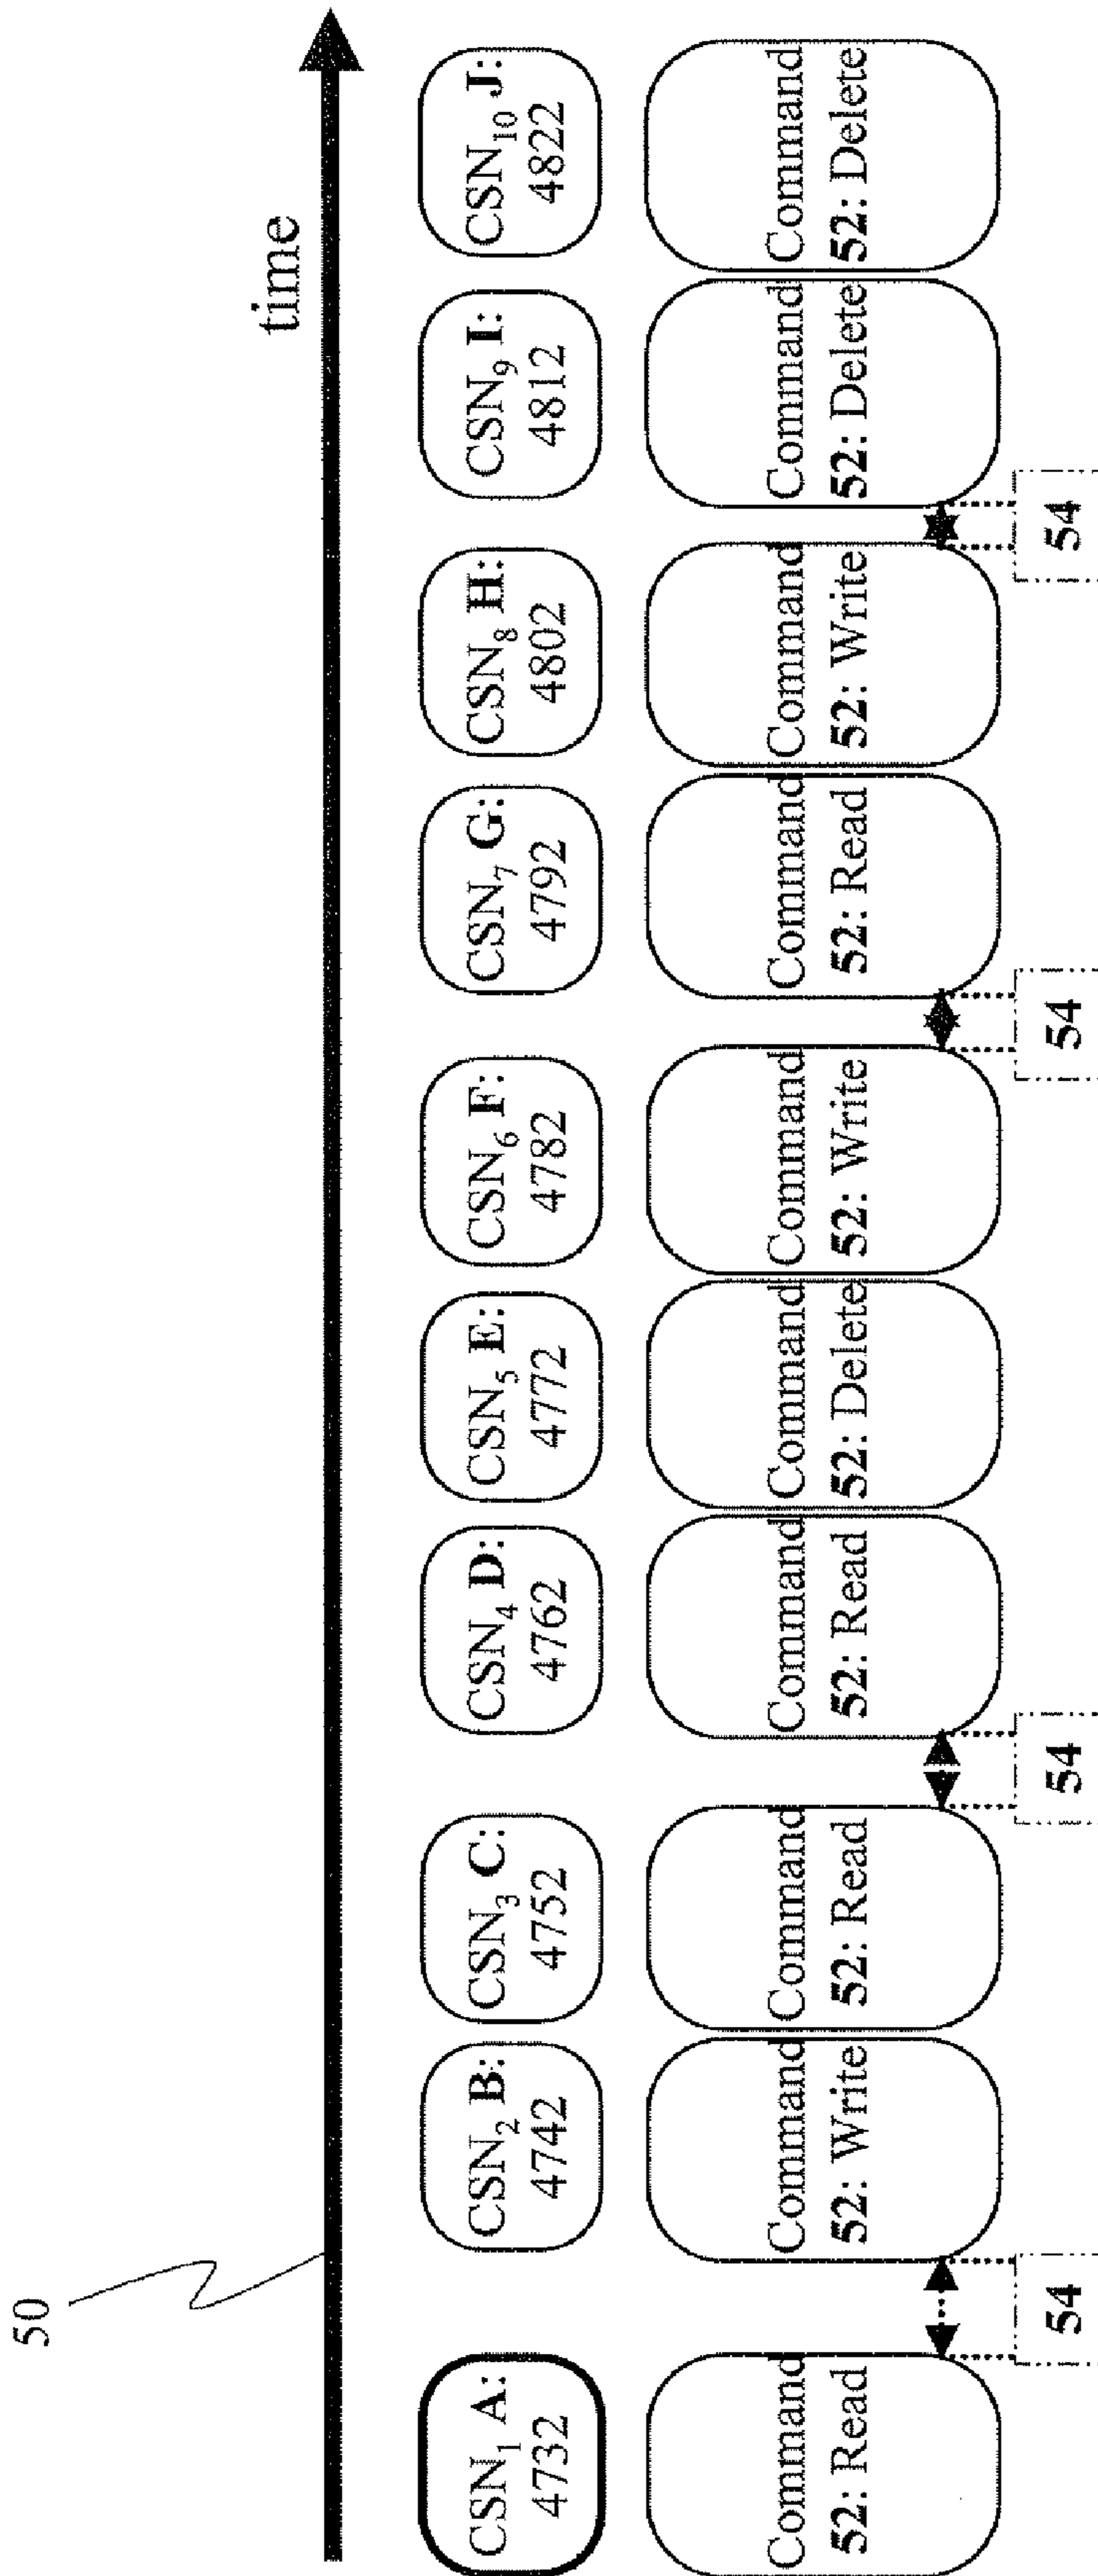 50
time
CSN1 A:
4732
CSN2 B:
4742
CSN3 C:
4752
CSN4 D:
4762
CSN5 E:
4772
CSN6 F:
4782
CSN7 G:
4792
CSN8 H:
4802
CSN9 I:
4812
CSN10 J:
4822
Command
52: Read
Command
52: Write
Command
52: Read
Command
52: Read
Command
52: Delete
Command
52: Write
Command
52: Read
Command
52: Write
Command
52: Delete
Command
52: Delete
54
54
54
54